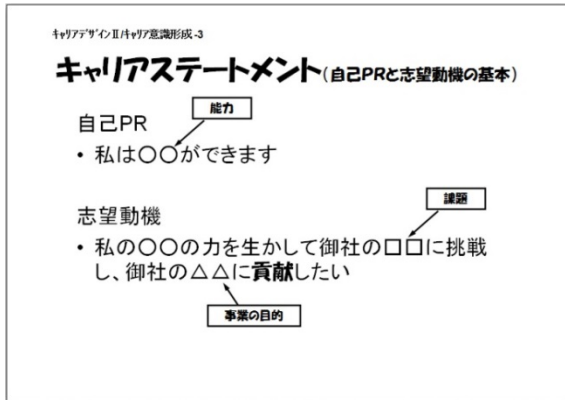 キャリアデザインⅡ/キャリア意識形成-3
キャリアステートメント(自己PRと志望動機の基本)
能力
自己PR
• 私は〇〇ができます
課題
志望動機
• 私の〇〇の力を生かして御社の□□に挑戦
し、御社の△△に貢献したい
事業の目的